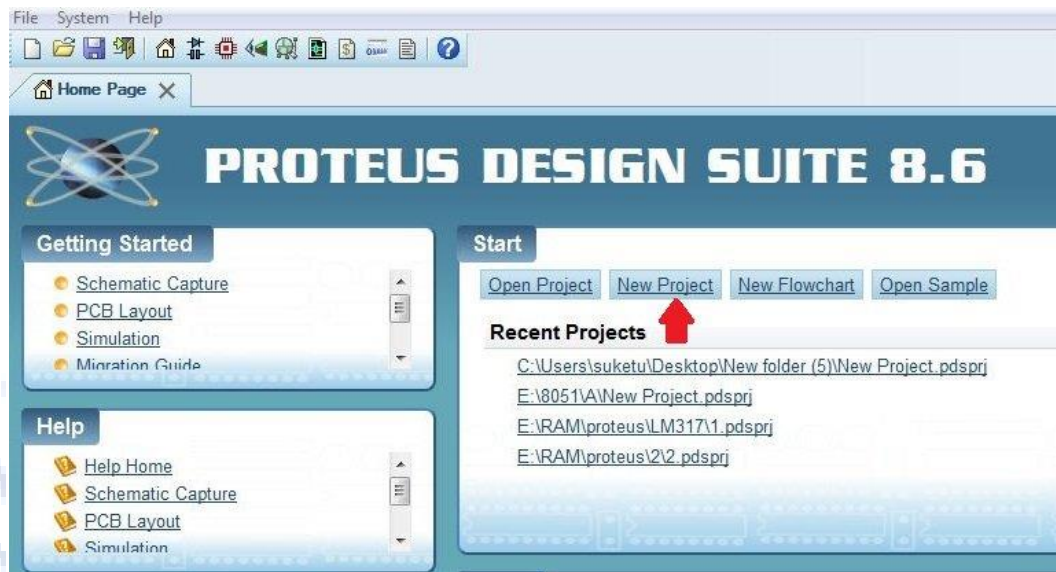 File System Help
Home Page
PROTEUS DESIGN SUITE 8.6
Getting Started
Schematic Capture
PCB Layout
Simulation
Migration Guide
Start
Open Project New Project New Flowchart Open Sample
Recent Projects
C:\Users\suketu\Desktop\New folder (5)\New Project.pdsprj
E:\8051\A\New Project.pdsprj
E:\RAM\proteus\LM317\1.pdsprj
E:\RAM\proteus\2\2.pdsprj
Help
Help Home
Schematic Capture
PCB Layout
Simulation